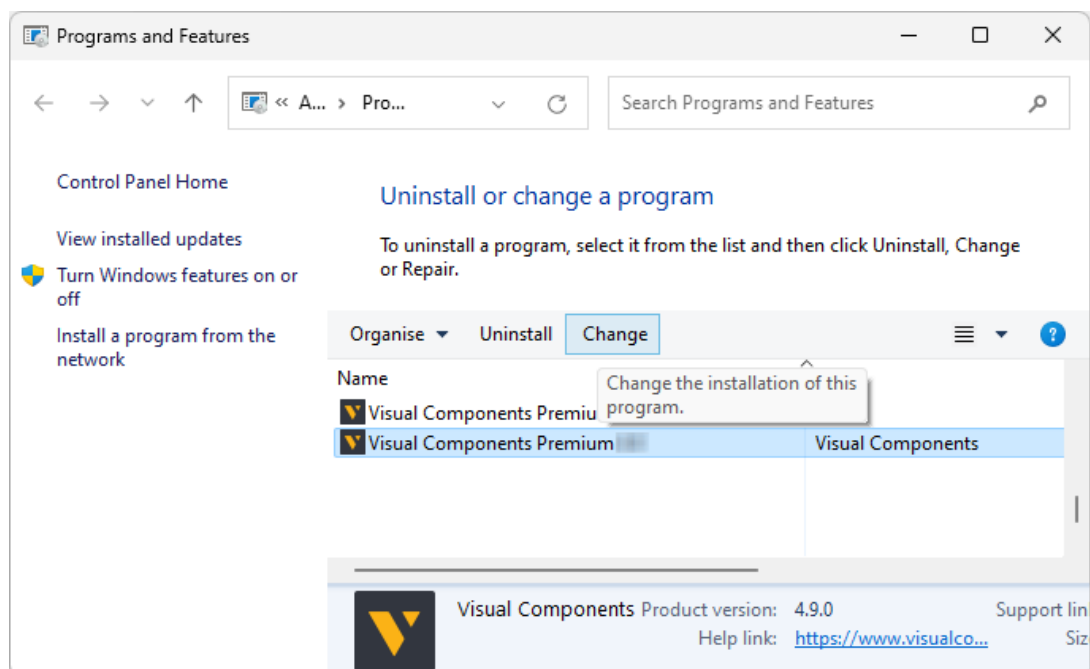 Programs and Features
« A... › Pro...
Search Programs and Features
Control Panel Home
View installed updates
Turn Windows features on or
off
Install a program from the
network
Uninstall or change a program
To uninstall a program, select it from the list and then click Uninstall, Change
or Repair.
Organise Uninstall Change
?
Name
Change the installation of this
program.
Visual Components Premiu
Visual Components Premium Visual Components
Visual Components Product version: 4.9.0 Support lin
Help link: https://www.visualco... Siz